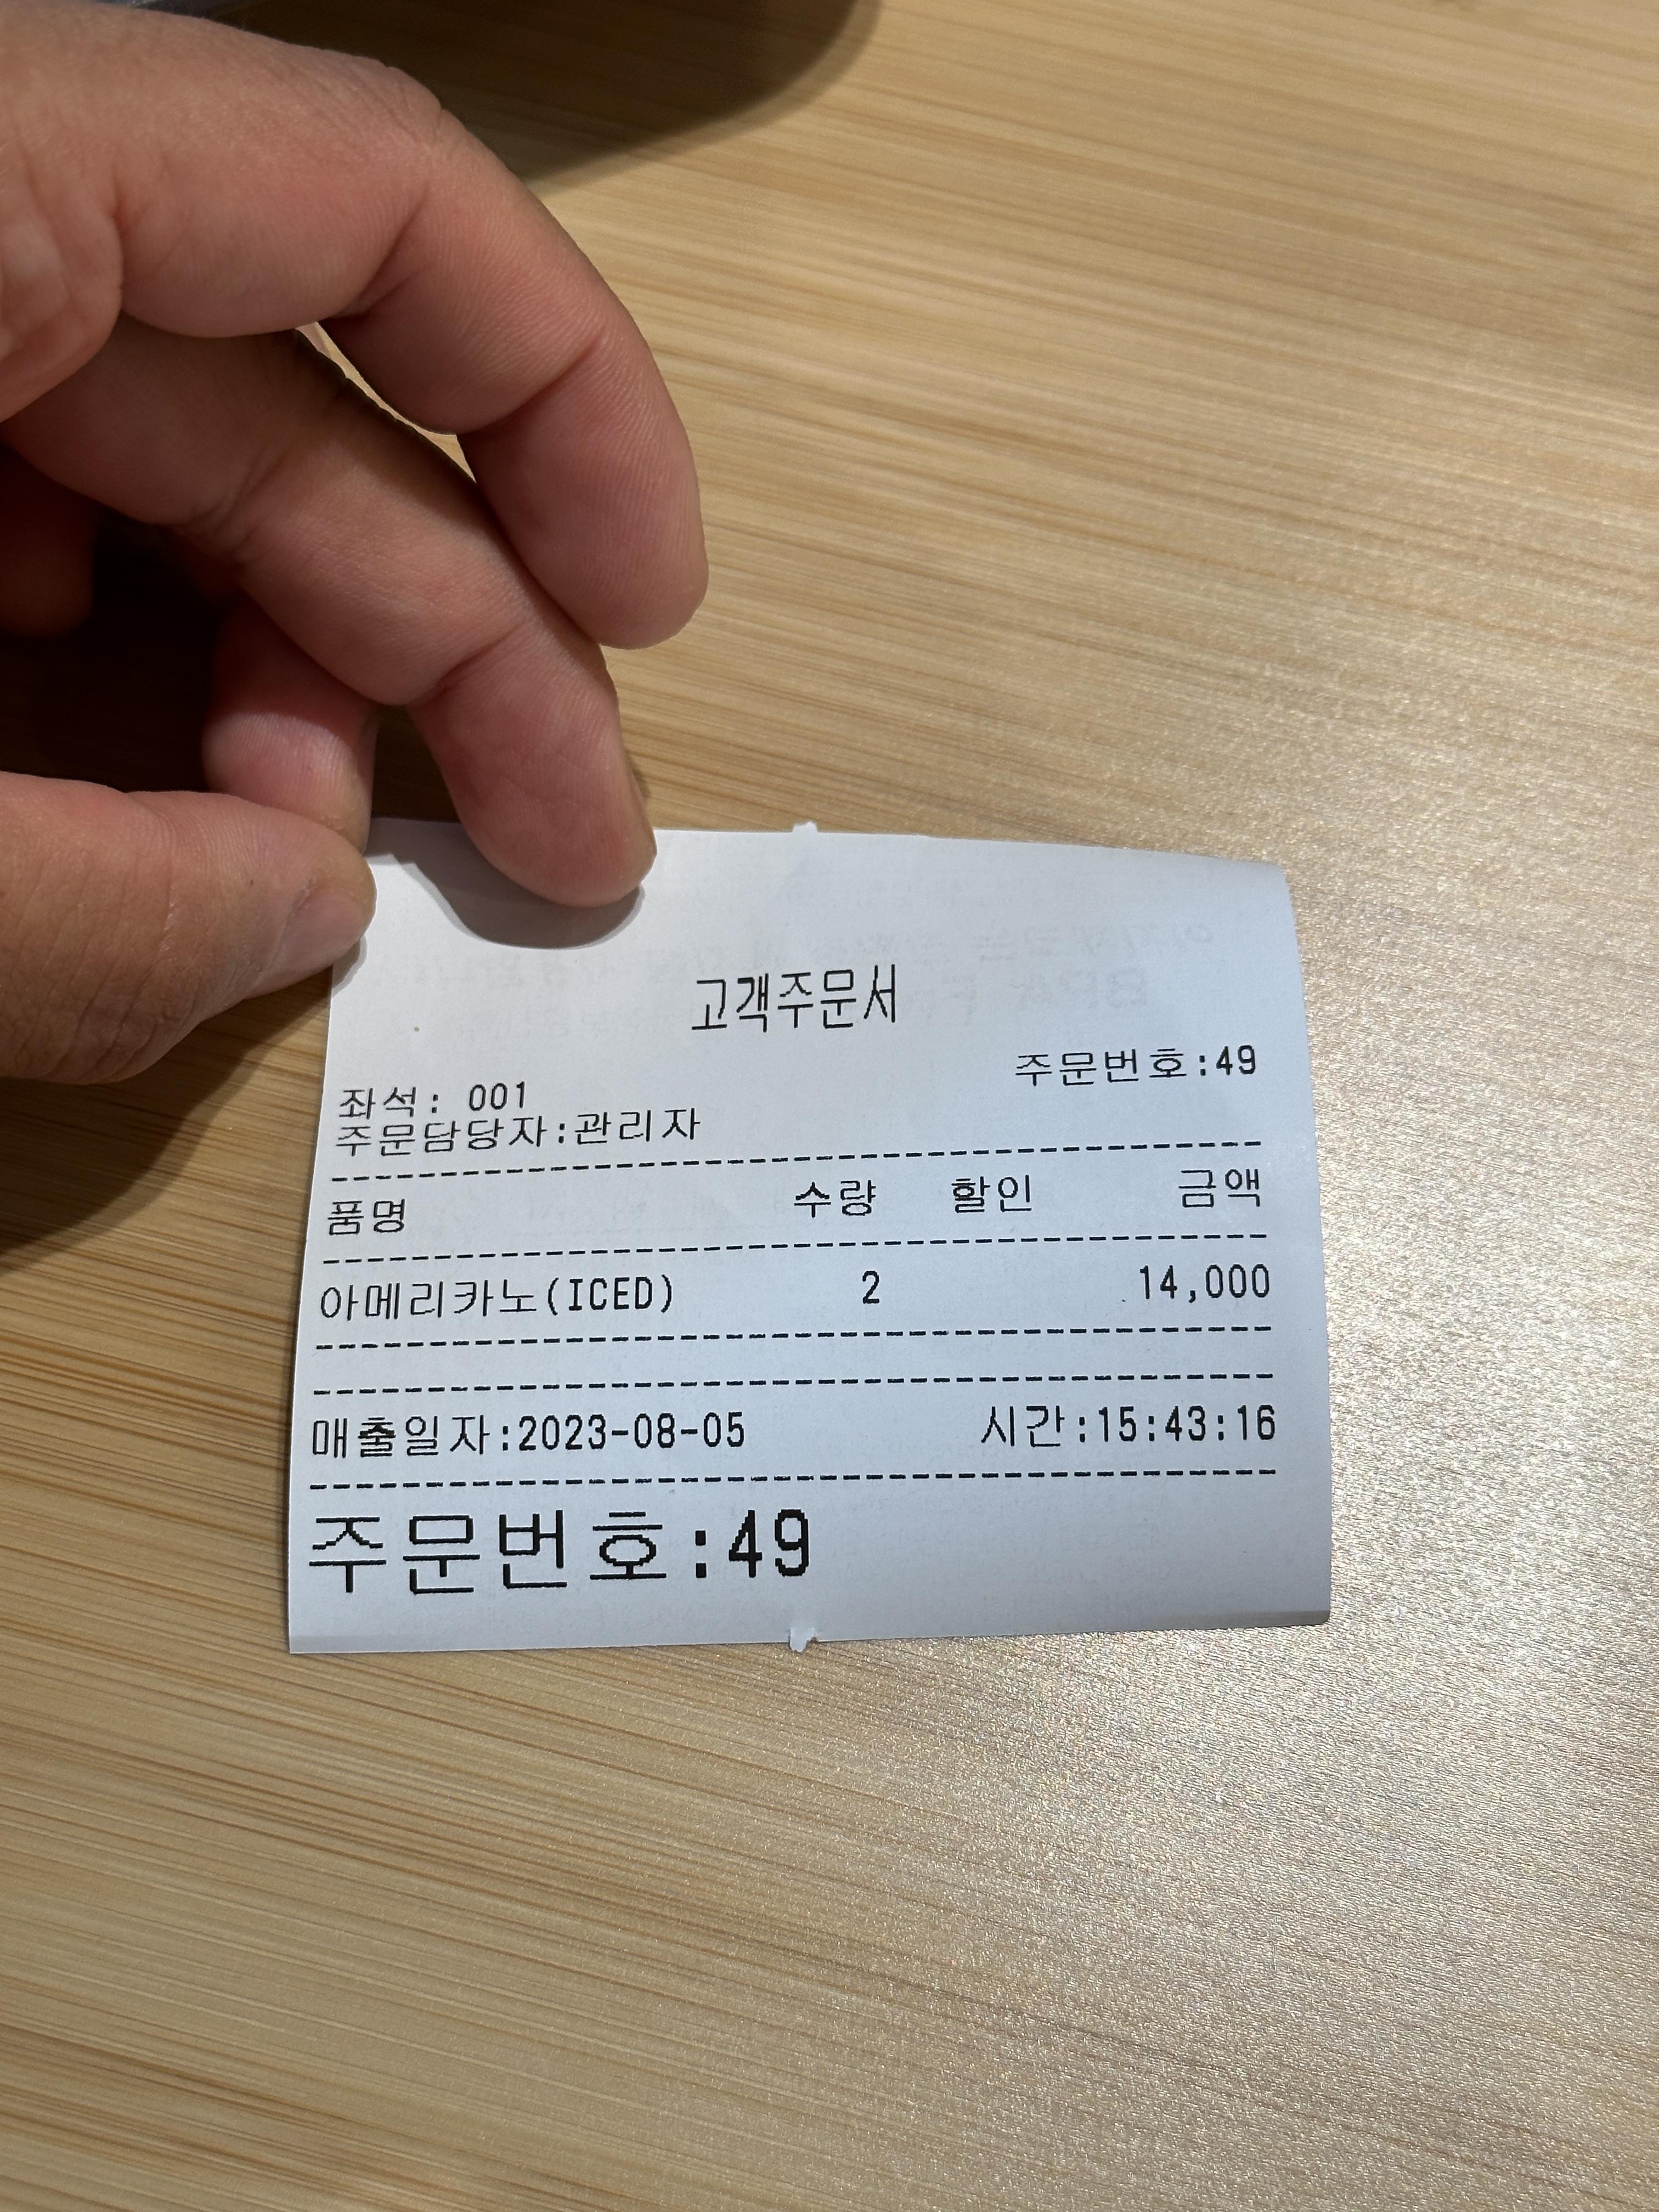 고객주문서
주문번호:49
좌석: 001
주문담당자:관리자
품명 수량 할인 금액
아메리카노(ICED) 2 14,000
매출일자:2023-08-05 시간:15:43:16
주문번호:49